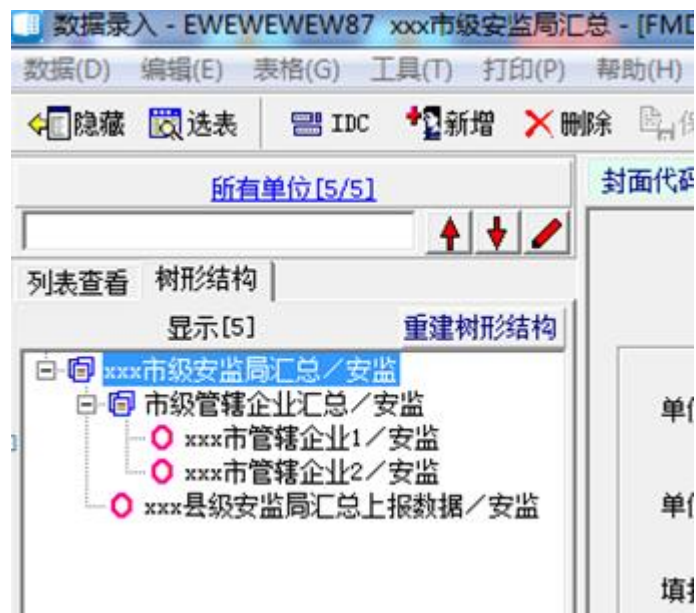 数据录入 - EWEWEWEW87 xxx市级安监局汇总 - [FM
数据(D) 编辑(E) 表格(G) 工具(T) 打印(P) 帮助(H)
隐藏 选表 IDC 新增 删除
所有单位[5/5]
封面代码
列表查看 树形结构
显示[5] 重建树形结构
xxx市级安监局汇总／安监
市级管辖企业汇总／安监
xxx市管辖企业1／安监
xxx市管辖企业2／安监
xxx县级安监局汇总上报数据／安监
单
单
填